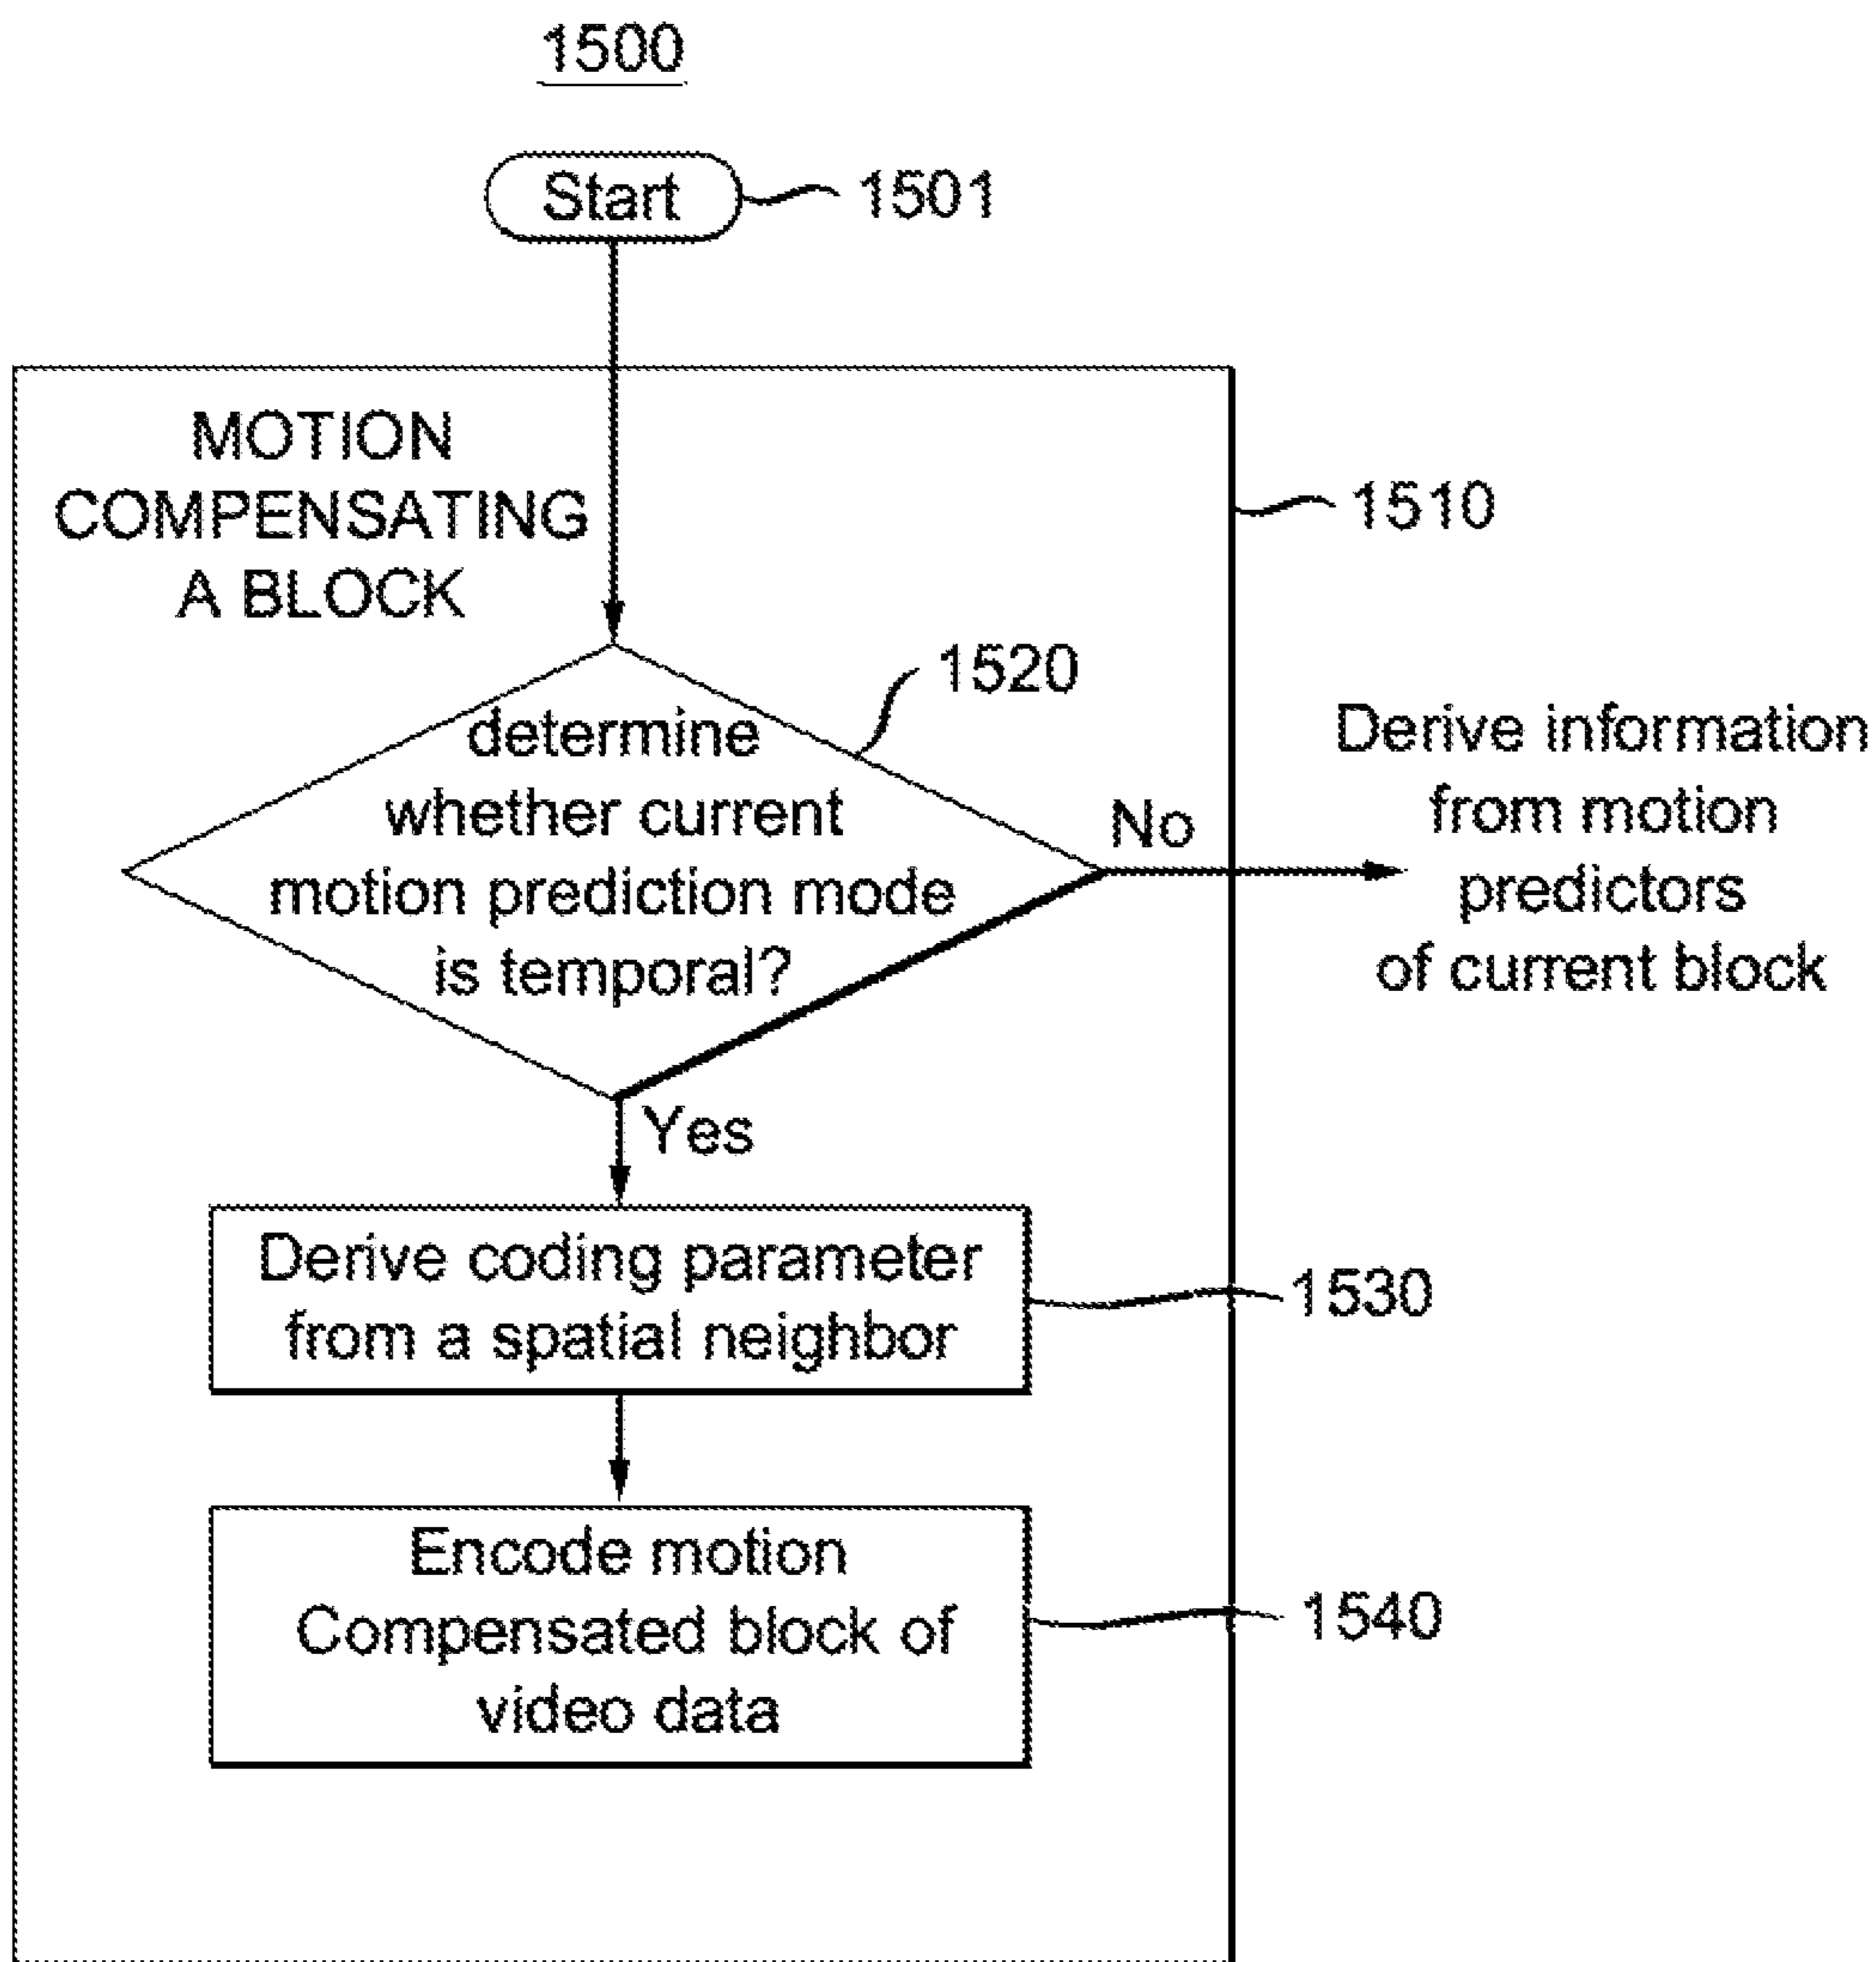 1500
Start
1501
MOTION
COMPENSATING
A BLOCK
1510
1520
determine
whether current
motion prediction mode
is temporal?
No
Derive information
from motion
predictors
of current block
Yes
Derive coding parameter
from a spatial neighbor
1530
Encode motion
Compensated block of
video data
1540